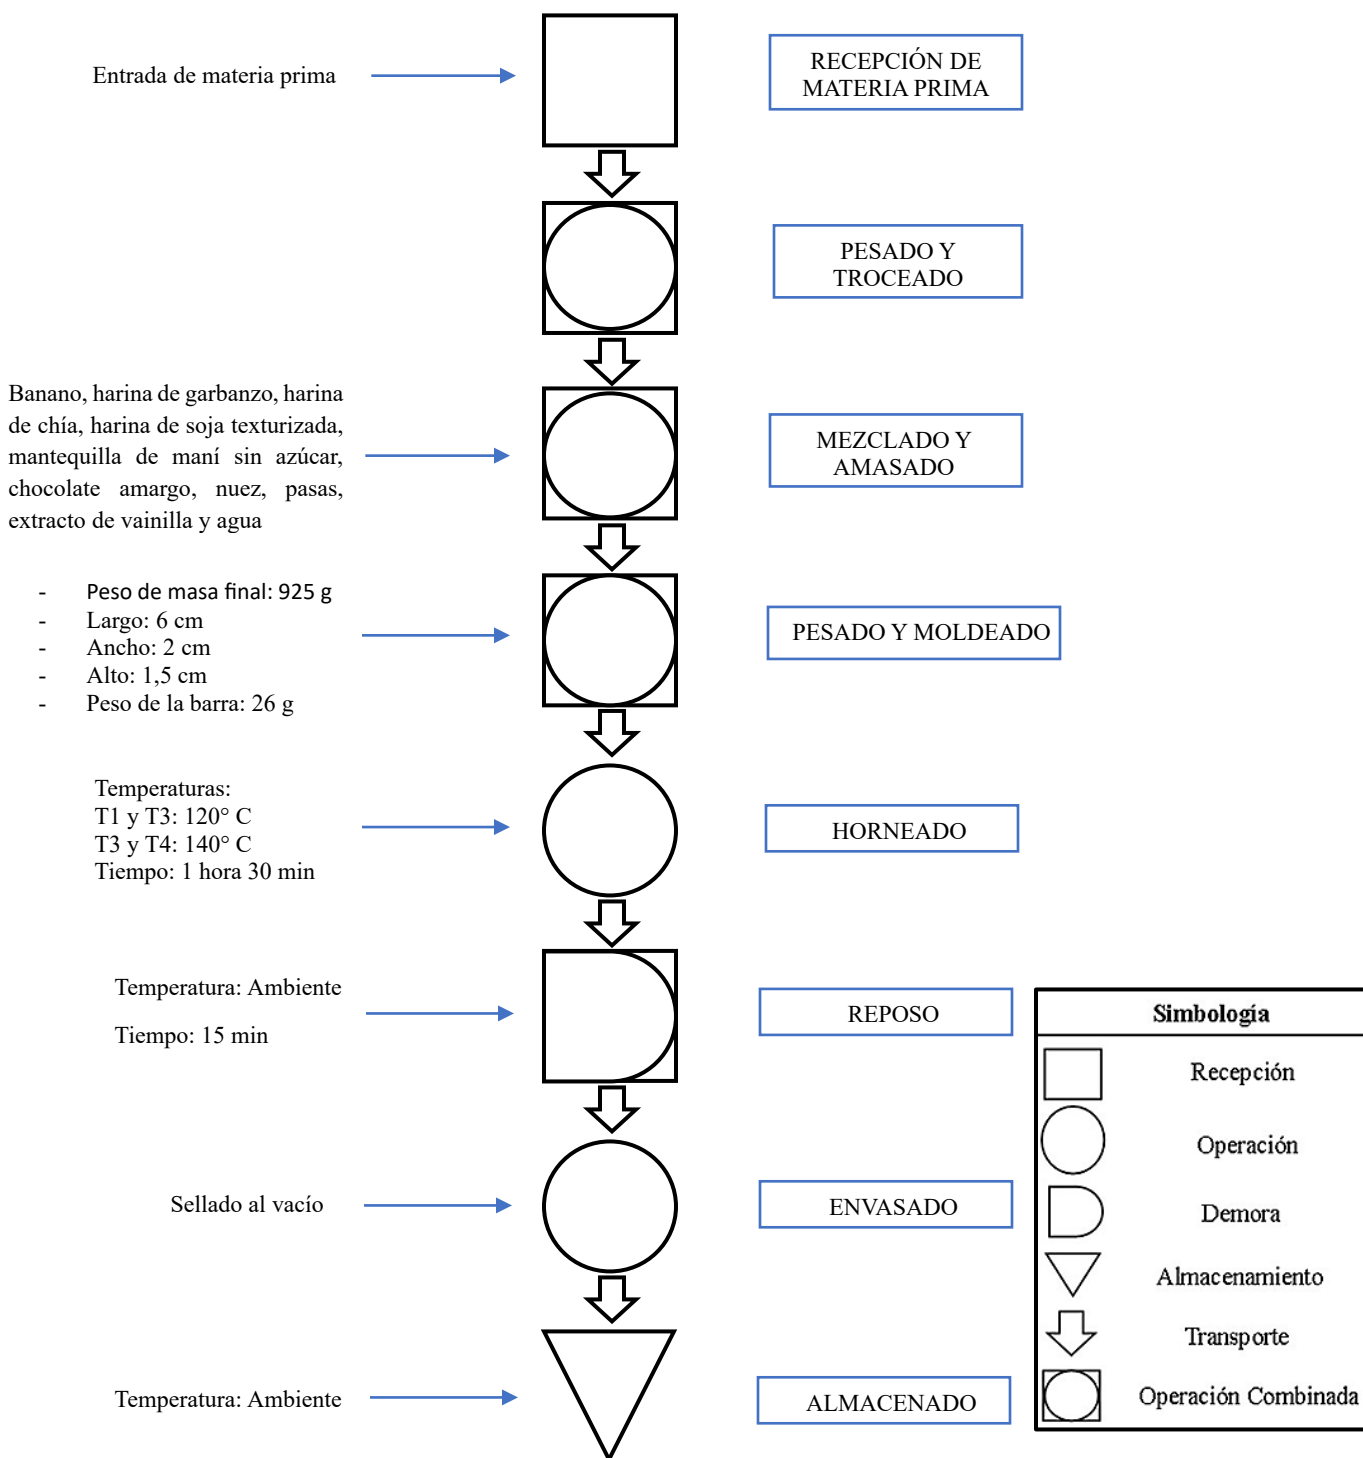 Entrada de materia prima
RECEPCIÓN DE
MATERIA PRIMA
PESADO Y
TROCEADO
Banano, harina de garbanzo, harina
de chía, harina de soja texturizada,
mantequilla de maní sin azúcar,
chocolate amargo, nuez, pasas,
extracto de vainilla y agua
MEZCLADO Y
AMASADO
- Peso de masa final: 925 g
- Largo: 6 cm
- Ancho: 2 cm
- Alto: 1,5 cm
- Peso de la barra: 26 g
PESADO Y MOLDEADO
Temperaturas:
T1 y T3: 120° C
T3 y T4: 140° C
Tiempo: 1 hora 30 min
HORNEADO
Temperatura: Ambiente
Tiempo: 15 min
REPOSO
Sellado al vacío
ENVASADO
Temperatura: Ambiente
ALMACENADO
Simbología
Recepción
Operación
Demora
Almacenamiento
Transporte
Operación Combinada